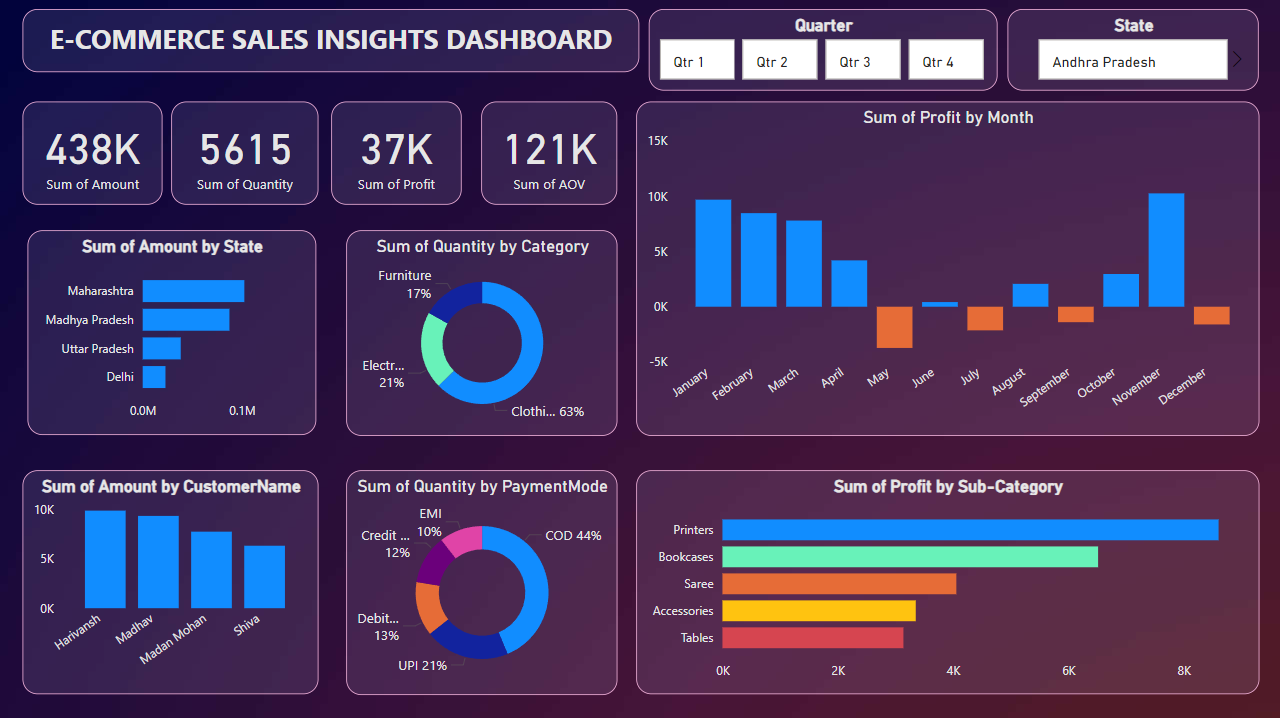 E-COMMERCE SALES INSIGHTS DASHBOARD
Quarter
Qtr 1
Qtr 2
Qtr 3
Qtr 4
State
Andhra Pradesh
438K
Sum of Amount
5615
Sum of Quantity
37K
Sum of Profit
121K
Sum of AOV
Sum of Profit by Month
15K
10K
5K
0K
-5K
January
February
March
April
May
June
July
August
September
October
November
December
Sum of Amount by State
Maharashtra
Madhya Pradesh
Uttar Pradesh
Delhi
0.0M
0.1M
Sum of Quantity by Category
Furniture
17%
Electr...
21%
Clothi... 63%
Sum of Amount by CustomerName
10K
5K
0K
Harivansh
Madhav
Madan Mohan
Shiva
Sum of Quantity by PaymentMode
EMI
10%
Credit ...
12%
COD 44%
Debit...
13%
UPI 21%
Sum of Profit by Sub-Category
Printers
Bookcases
Saree
Accessories
Tables
0K
2K
4K
6K
8K